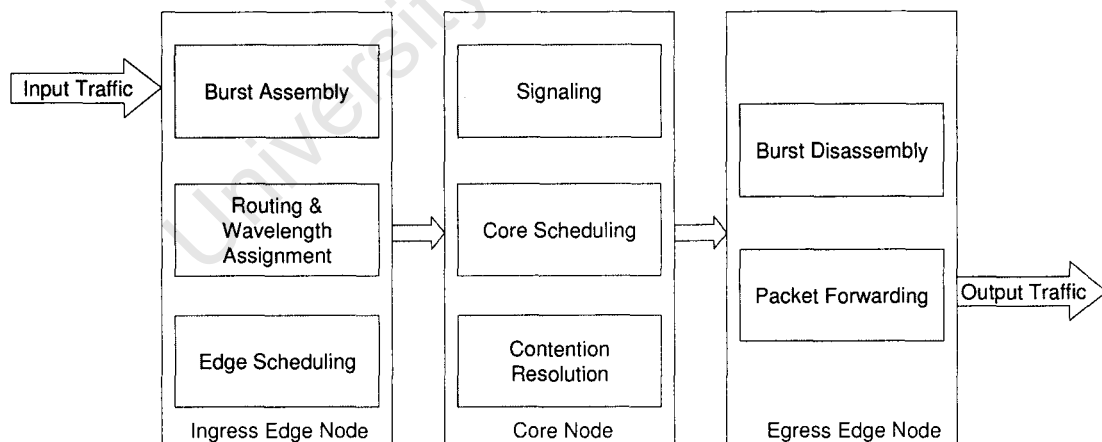 Input Traffic
Burst Assembly
Routing &
Wavelength
Assignment
Edge Scheduling
Ingress Edge Node
Signaling
Core Scheduling
Contention
Resolution
Core Node
Burst Disassembly
Packet Forwarding
Egress Edge Node
Output Traffic
University